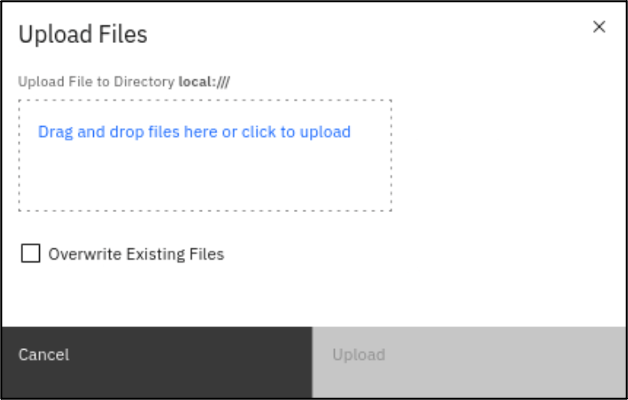 Upload Files
Upload File to Directory local:///
Drag and drop files here or click to upload
Overwrite Existing Files
Cancel
Upload